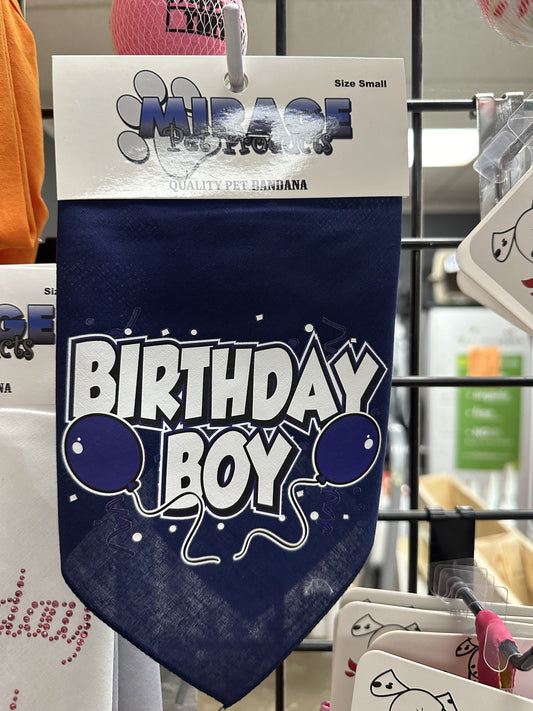 Size Small
MIRAGE
Pet Products
QUALITY PET BANDANA
BIRTHDAY
BOY